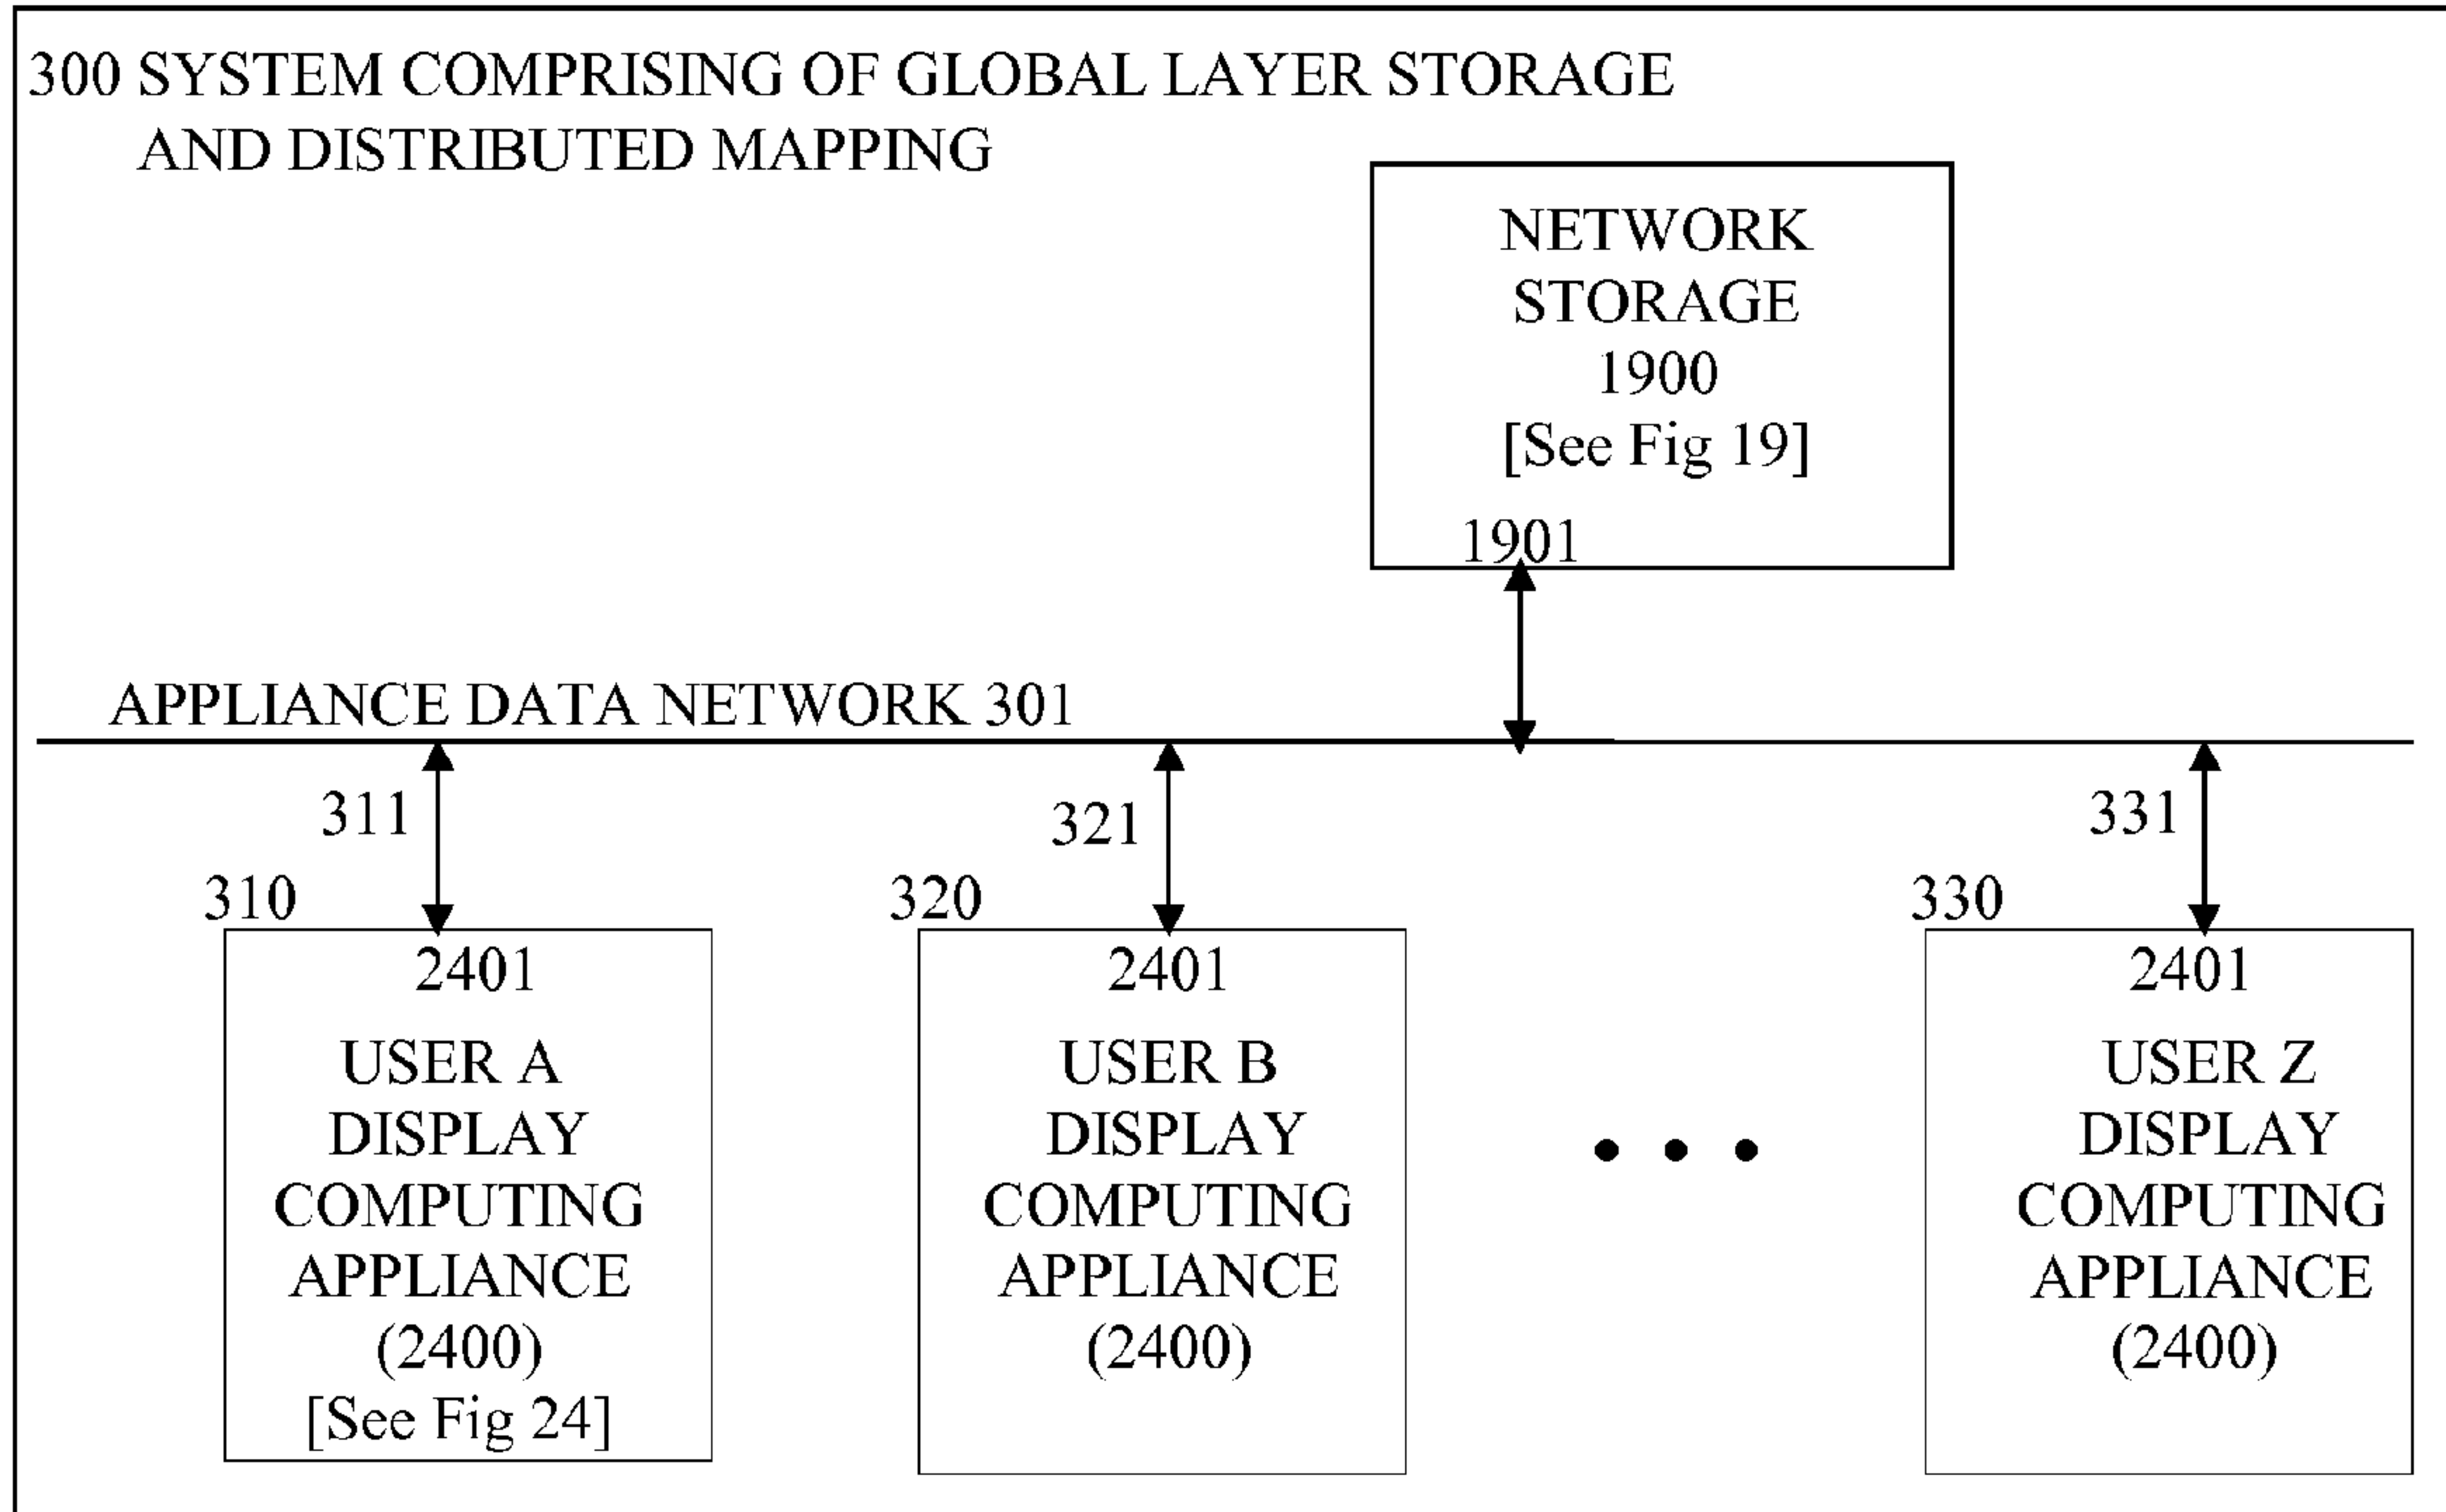 300 SYSTEM COMPRISING OF GLOBAL LAYER STORAGE
AND DISTRIBUTED MAPPING
NETWORK
STORAGE
1900
[See Fig 19]
1901
APPLIANCE DATA NETWORK 301
311
321
331
310
320
330
2401
USER A
DISPLAY
COMPUTING
APPLIANCE
(2400)
[See Fig 24]
2401
USER B
DISPLAY
COMPUTING
APPLIANCE
(2400)
2401
USER Z
DISPLAY
COMPUTING
APPLIANCE
(2400)